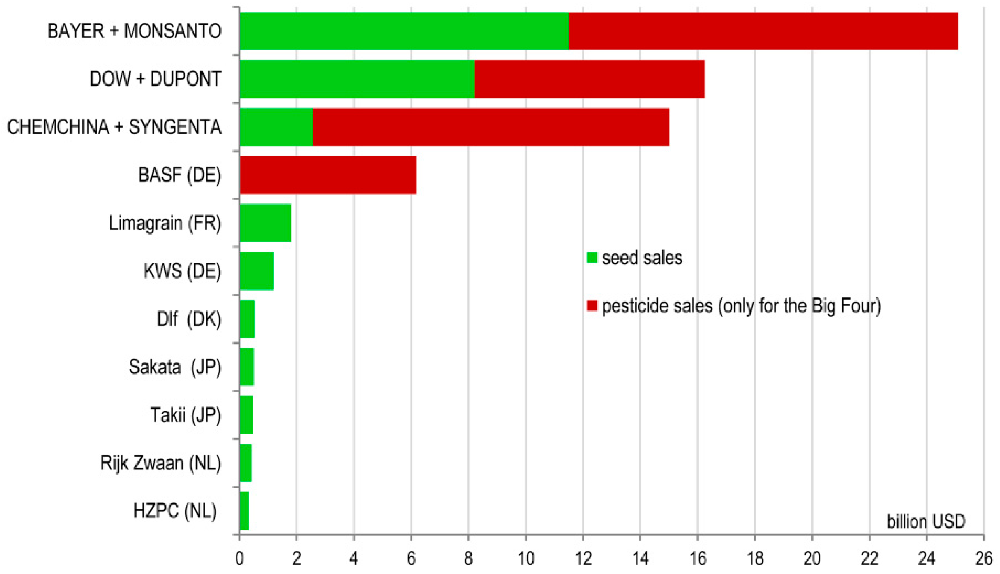 BAYER + MONSANTO
DOW + DUPONT
CHEMCHINA + SYNGENTA
BASF (DE)
Limagrain (FR)
KWS (DE)
Dlf (DK)
Sakata (JP)
Takii (JP)
Rijk Zwaan (NL)
HZPC (NL)
seed sales
pesticide sales (only for the Big Four)
billion USD
0 2 4 6 8 10 12 14 16 18 20 22 24 26